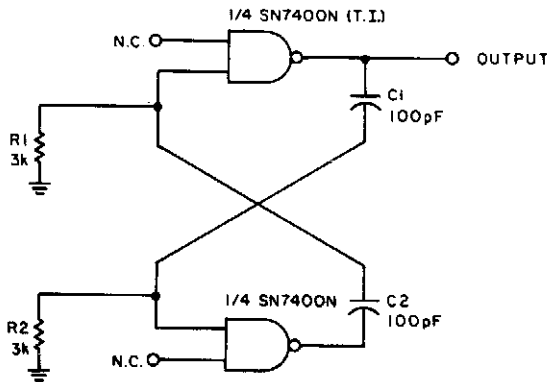 1/4 SN7400N (T.I.)
N.C.
OUTPUT
C1
100pF
R1
3k
1/4 SN7400N
C2
100pF
R2
3k
N.C.